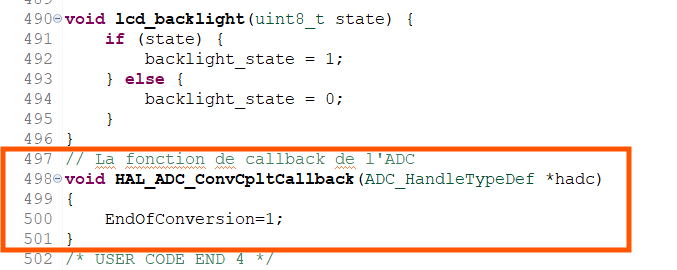 490 void lcd_backlight(uint8_t state) {
491 if (state) {
492 backlight_state = 1;
493 } else {
494 backlight_state = 0;
495 }
496 }
497 // La fonction de callback de l'ADC
498 void HAL_ADC_ConvCpltCallback(ADC_HandleTypeDef *hadc)
499 {
500 EndOfConversion=1;
501 }
502 /* USER CODE END 4 */